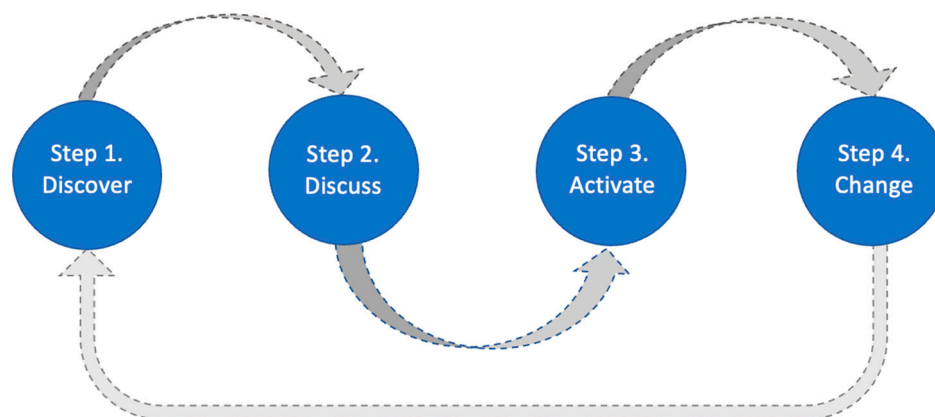 Step 1.
Discover
Step 2.
Discuss
Step 3.
Activate
Step 4.
Change